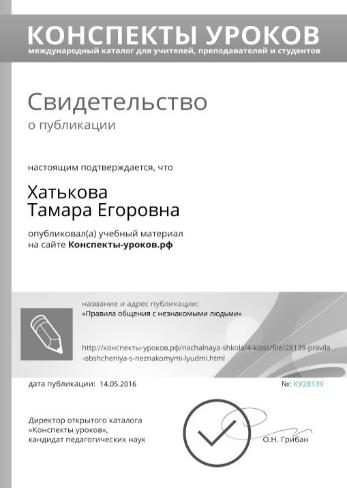 КОНСПЕКТЫ УРОКОВ
международный каталог для учителей, преподавателей и студентов
Свидетельство
о публикации
настоящим подтверждается, что
Хатькова
Тамара Егоровна
опубликовал(а) учебный материал
на сайте Конспекты-уроков.рф
название и адрес публикации:
«Правила общения с незнакомыми людьми»
http://конспекты-уроков.рф/nachalnaya-shkola/4-klass/file/28139-pravila
-obshcheniya-s-neznakomymi-lyudmi.html
дата публикации: 14.05.2016 №: КУ28139
Директор открытого каталога
«Конспекты уроков»,
кандидат педагогических наук
О.Н. Грибан